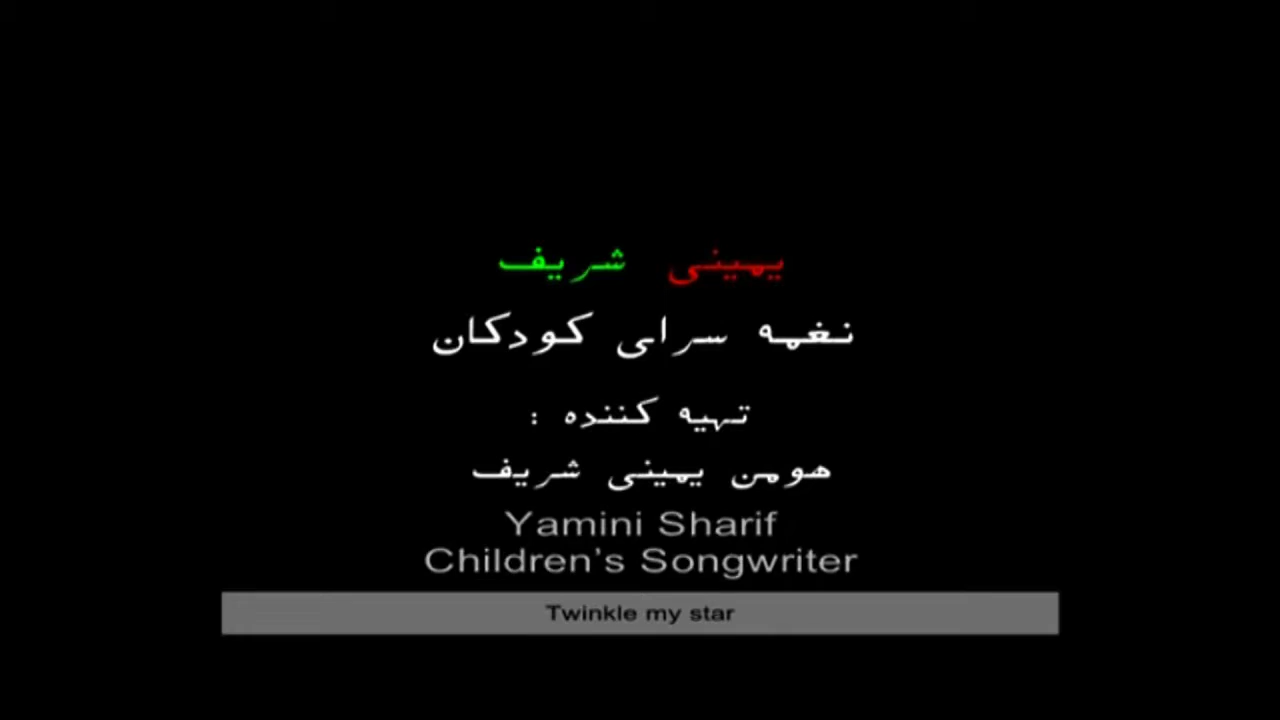 یمینی شریف
نغمه سرای کودکان
تهیه کننده :
هومن یمینی شریف
Yamini Sharif
Children’s Songwriter
Twinkle my star